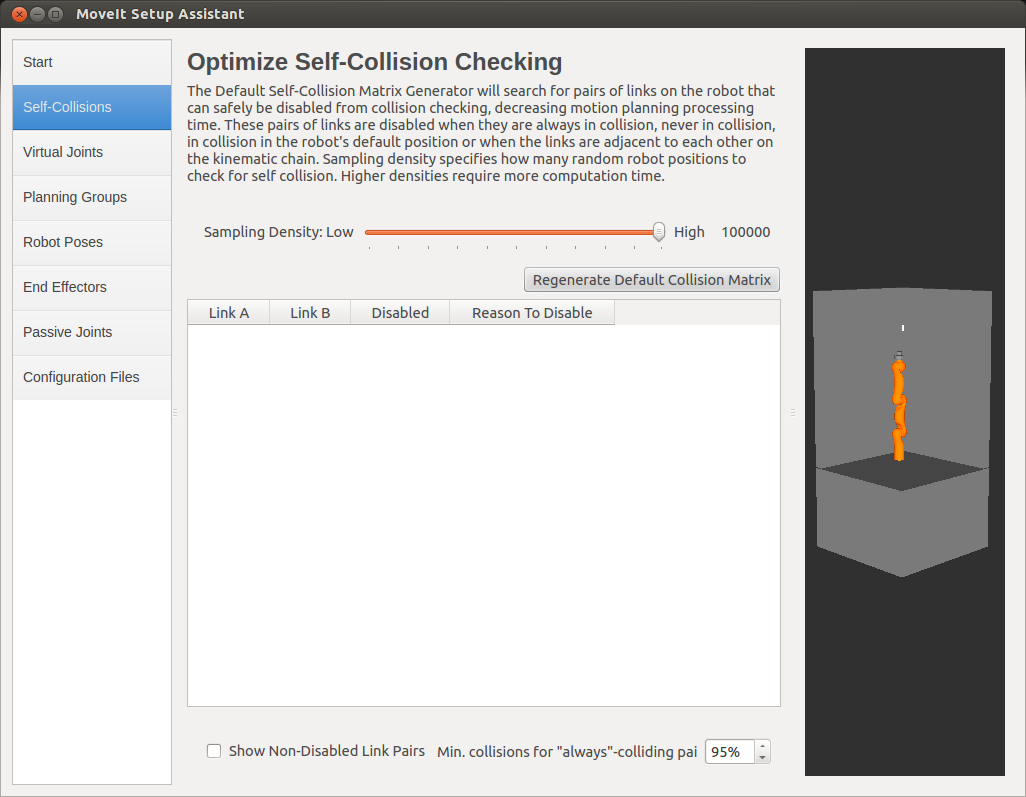 MoveIt Setup Assistant
Start
Self-Collisions
Virtual Joints
Planning Groups
Robot Poses
End Effectors
Passive Joints
Configuration Files
Optimize Self-Collision Checking
The Default Self-Collision Matrix Generator will search for pairs of links on the robot that
can safely be disabled from collision checking, decreasing motion planning processing
time. These pairs of links are disabled when they are always in collision, never in collision,
in collision in the robot's default position or when the links are adjacent to each other on
the kinematic chain. Sampling density specifies how many random robot positions to
check for self collision. Higher densities require more computation time.
Sampling Density: Low High 100000
Regenerate Default Collision Matrix
Link A Link B Disabled Reason To Disable
Show Non-Disabled Link Pairs Min. collisions for "always"-colliding pai 95%